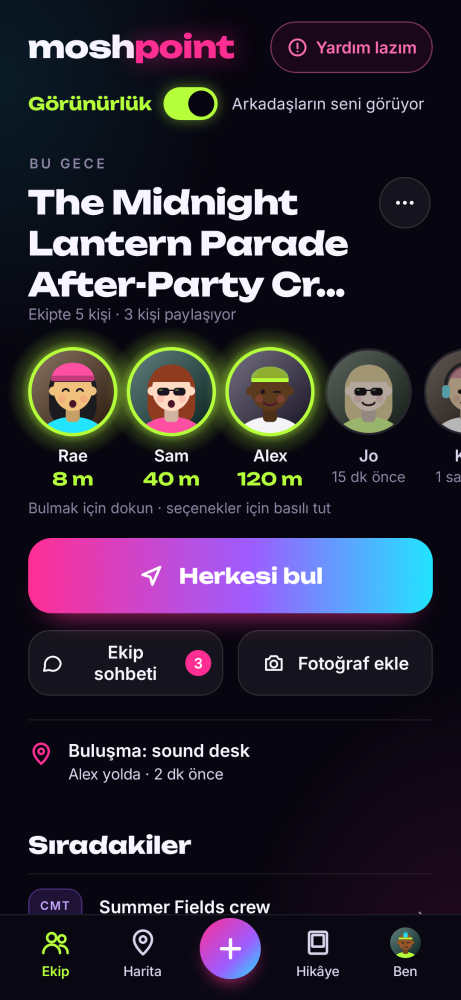 moshpoint
Yardım lazım
Görünürlük
Arkadaşların seni görüyor
BU GECE
The Midnight
Lantern Parade
After-Party Cr...
Ekipte 5 kişi · 3 kişi paylaşıyor
Rae
8 m
Sam
40 m
Alex
120 m
Jo
15 dk önce
K
1 sa
Bulmak için dokun · seçenekler için basılı tut
Herkesi bul
Ekip
sohbeti
3
Fotoğraf ekle
Buluşma: sound desk
Alex yolda · 2 dk önce
Sıradakiler
CMT
Summer Fields crew
Ekip
Harita
Hikâye
Ben